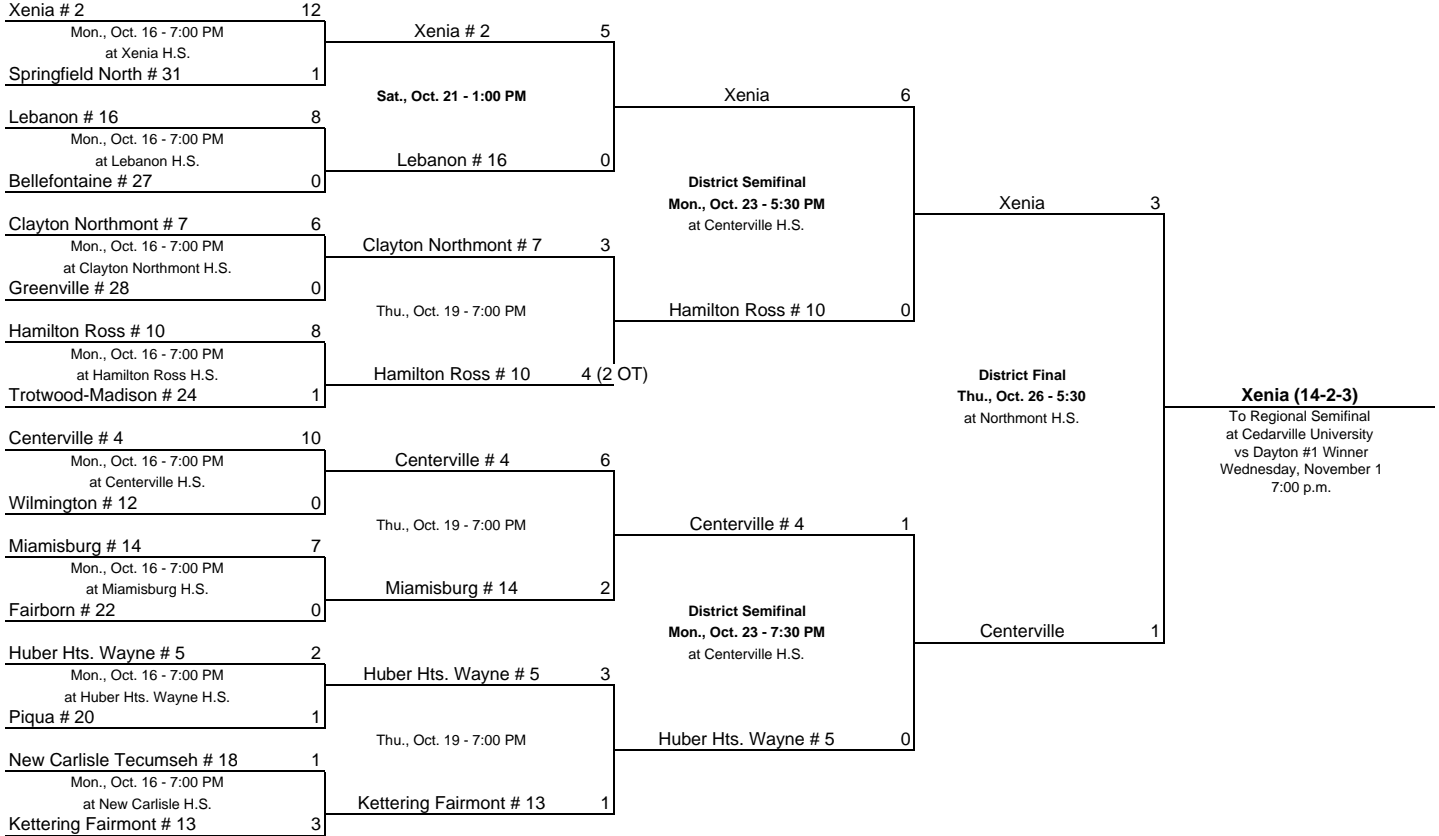 Xenia # 2 12
Mon., Oct. 16 - 7:00 PM
at Xenia H.S.
Springfield North # 31 1
Lebanon # 16 8
Mon., Oct. 16 - 7:00 PM
at Lebanon H.S.
Bellefontaine # 27 0
Clayton Northmont # 7 6
Mon., Oct. 16 - 7:00 PM
at Clayton Northmont H.S.
Greenville # 28 0
Hamilton Ross # 10 8
Mon., Oct. 16 - 7:00 PM
at Hamilton Ross H.S.
Trotwood-Madison # 24 1
Centerville # 4 10
Mon., Oct. 16 - 7:00 PM
at Centerville H.S.
Wilmington # 12 0
Miamisburg # 14 7
Mon., Oct. 16 - 7:00 PM
at Miamisburg H.S.
Fairborn # 22 0
Huber Hts. Wayne # 5 2
Mon., Oct. 16 - 7:00 PM
at Huber Hts. Wayne H.S.
Piqua # 20 1
New Carlisle Tecumseh # 18 1
Mon., Oct. 16 - 7:00 PM
at New Carlisle H.S.
Kettering Fairmont # 13 3
Xenia # 2 5
Sat., Oct. 21 - 1:00 PM
Lebanon # 16 0
Clayton Northmont # 7 3
Thu., Oct. 19 - 7:00 PM
Hamilton Ross # 10 4 (2 OT)
Centerville # 4 6
Thu., Oct. 19 - 7:00 PM
Miamisburg # 14 2
Huber Hts. Wayne # 5 3
Thu., Oct. 19 - 7:00 PM
Kettering Fairmont # 13 1
Xenia 6
District Semifinal
Mon., Oct. 23 - 5:30 PM
at Centerville H.S.
Hamilton Ross # 10 0
Centerville # 4 1
District Semifinal
Mon., Oct. 23 - 7:30 PM
at Centerville H.S.
Huber Hts. Wayne # 5 0
Xenia 3
District Final
Thu., Oct. 26 - 5:30
at Northmont H.S.
Centerville 1
Xenia (14-2-3)
To Regional Semifinal
at Cedarville University
vs Dayton #1 Winner
Wednesday, November 1
7:00 p.m.